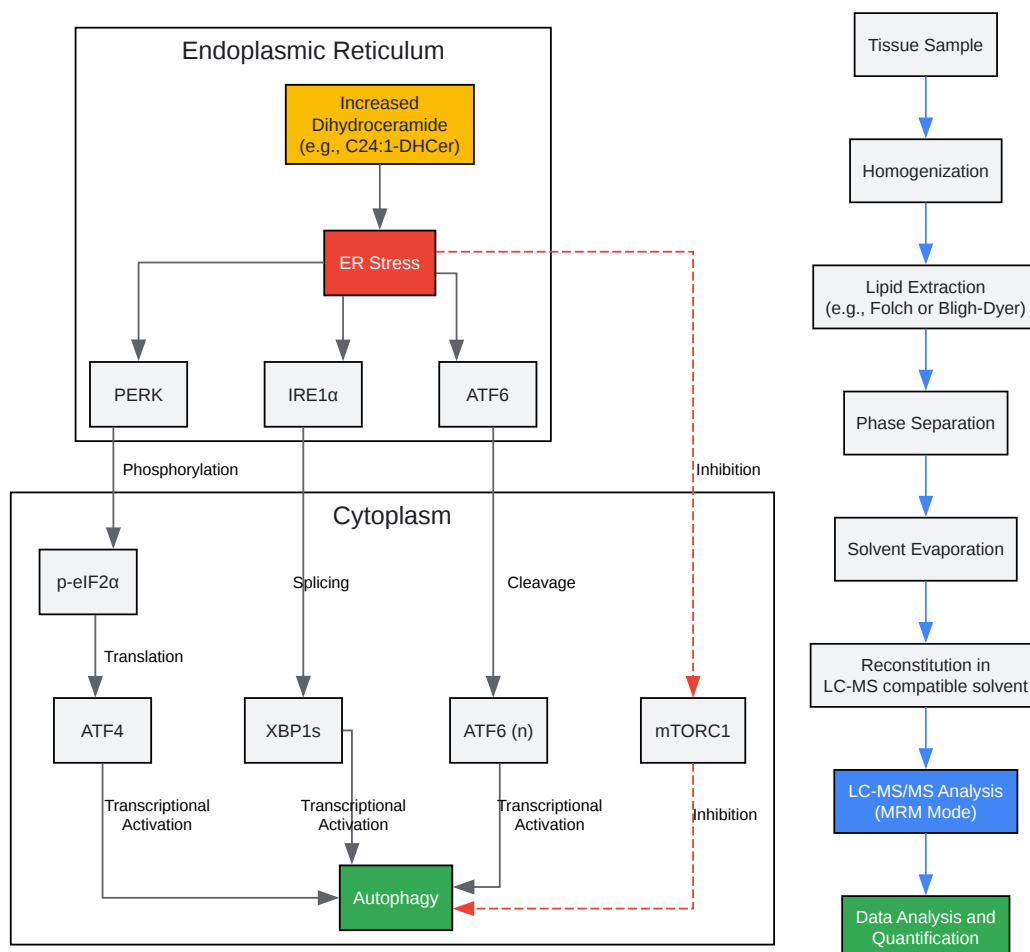 Endoplasmic Reticulum
Increased
Dihydroceramide
(e.g., C24:1-DHCer)
ER Stress
PERK
IRE1α
ATF6
Phosphorylation
Inhibition
Cytoplasm
p-eIF2α
Splicing
Cleavage
Translation
ATF4
XBP1s
ATF6 (n)
mTORC1
Transcriptional
Activation
Transcriptional
Activation
Transcriptional
Activation
Inhibition
Autophagy
Tissue Sample
Homogenization
Lipid Extraction
(e.g., Folch or Bligh-Dyer)
Phase Separation
Solvent Evaporation
Reconstitution in
LC-MS compatible solvent
LC-MS/MS Analysis
(MRM Mode)
Data Analysis and
Quantification